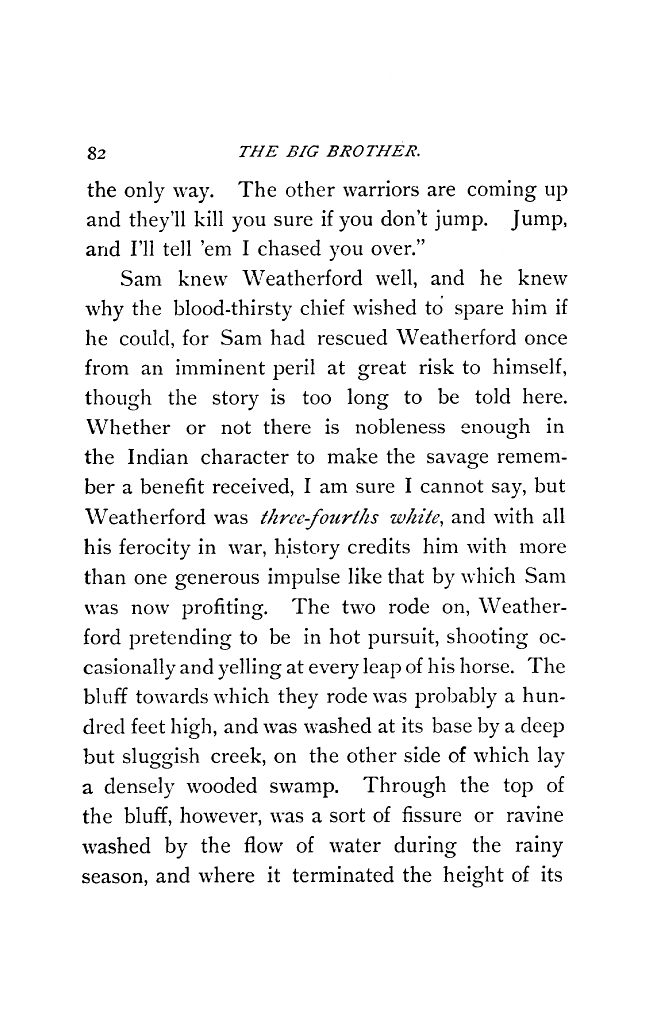 82 THE BIG BROTHER.
the only way. The other warriors are coming up
and they'll kill you sure if you don't jump. Jump,
and I'll tell 'em I chased you over.”
Sam knew Weatherford well, and he knew
why the blood-thirsty chief wished to spare him if
he could, for Sam had rescued Weatherford once
from an imminent peril at great risk to himself,
though the story is too long to be told here.
Whether or not there is nobleness enough in
the Indian character to make the savage remem-
ber a benefit received, I am sure I cannot say, but
Weatherford was three-fourths white, and with all
his ferocity in war, history credits him with more
than one generous impulse like that by which Sam
was now profiting. The two rode on, Weather-
ford pretending to be in hot pursuit, shooting oc-
casionally and yelling at every leap of his horse. The
bluff towards which they rode was probably a hun-
dred feet high, and was washed at its base by a deep
but sluggish creek, on the other side of which lay
a densely wooded swamp. Through the top of
the bluff, however, was a sort of fissure or ravine
washed by the flow of water during the rainy
season, and where it terminated the height of its